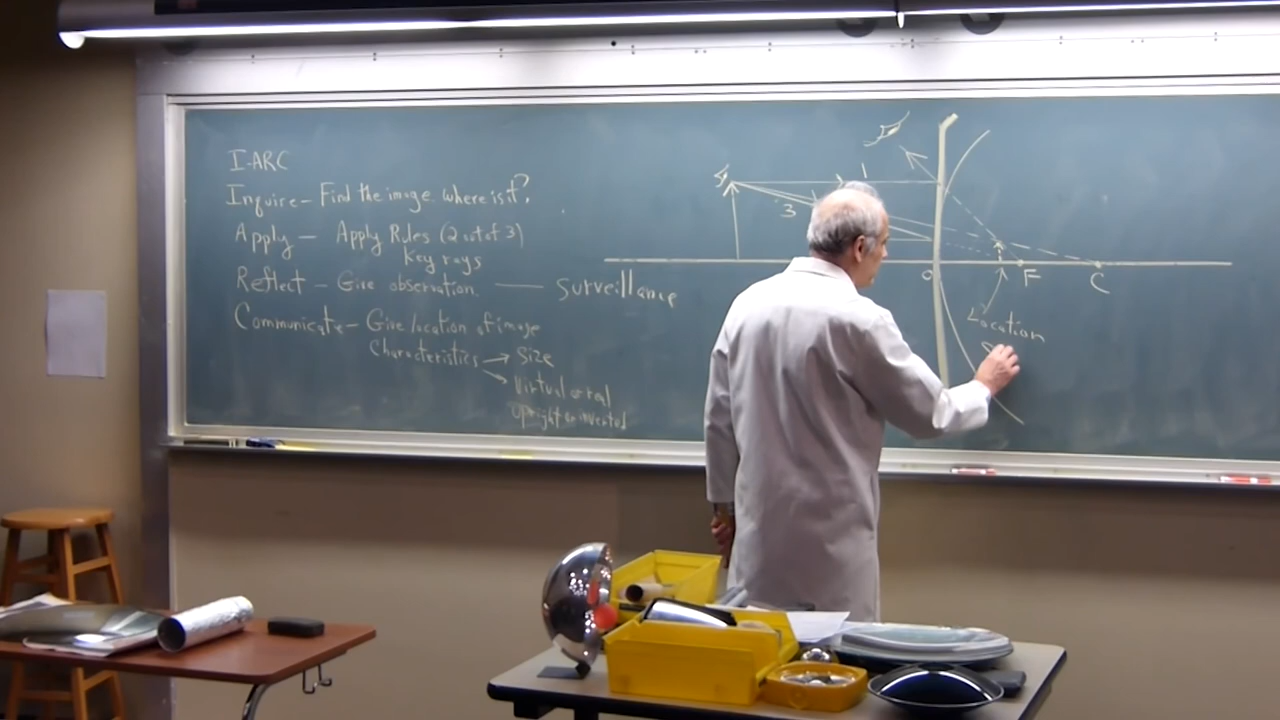 I-ARC
Inquire – Find the image. where is it?
Apply – Apply Rules (2 out of 3)
Key rays
Reflect – Give observation. — Surveillance
Communicate – Give location of image
Characteristics → Size
→ Virtual or real
Upright or inverted
1
3
O
F
C
Location